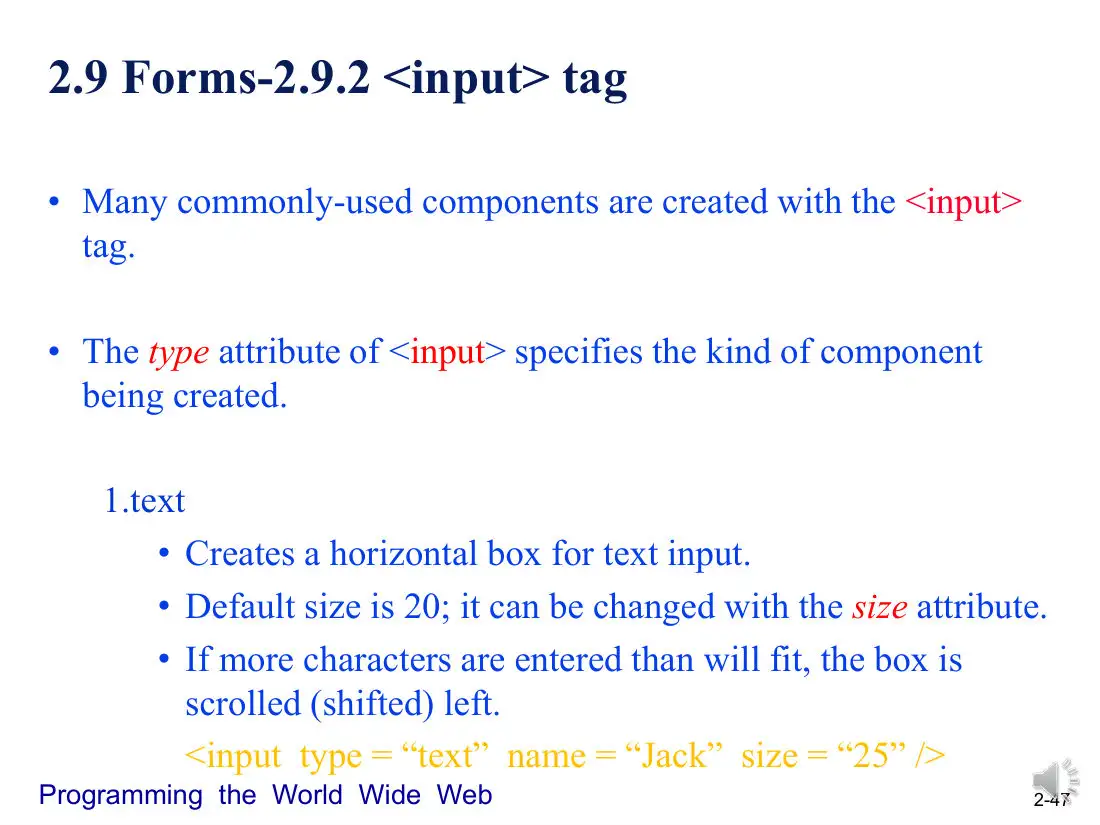 2.9 Forms-2.9.2 <input> tag
• Many commonly-used components are created with the <input>
tag.
• The type attribute of <input> specifies the kind of component
being created.
1.text
• Creates a horizontal box for text input.
• Default size is 20; it can be changed with the size attribute.
• If more characters are entered than will fit, the box is
scrolled (shifted) left.
<input type = “text” name = “Jack” size = “25” />
Programming the World Wide Web
2-47